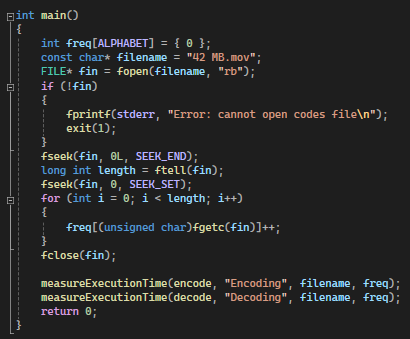 int main()
{
    int freq[ALPHABET] = { 0 };
    const char* filename = "42 MB.mov";
    FILE* fin = fopen(filename, "rb");
    if (!fin)
    {
        fprintf(stderr, "Error: cannot open codes file\n");
        exit(1);
    }
    fseek(fin, 0L, SEEK_END);
    long int length = ftell(fin);
    fseek(fin, 0, SEEK_SET);
    for (int i = 0; i < length; i++)
    {
        freq[(unsigned char)fgetc(fin)]++;
    }
    fclose(fin);

    measureExecutionTime(encode, "Encoding", filename, freq);
    measureExecutionTime(decode, "Decoding", filename, freq);
    return 0;
}